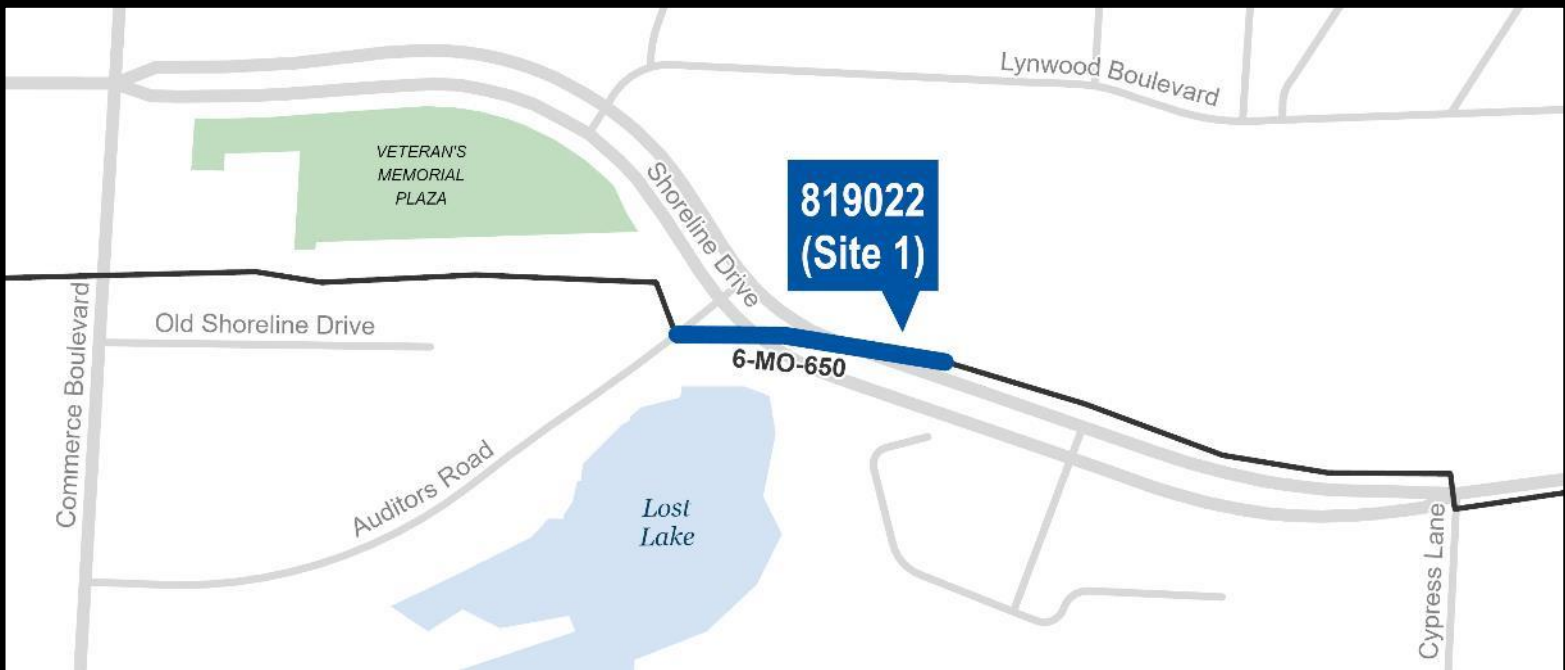 Lynwood Boulevard
VETERAN'S
MEMORIAL
PLAZA
Shoreline Drive
819022
(Site 1)
Commerce Boulevard
Old Shoreline Drive
6-MO-650
Auditors Road
Lost
Lake
Cypress Lane